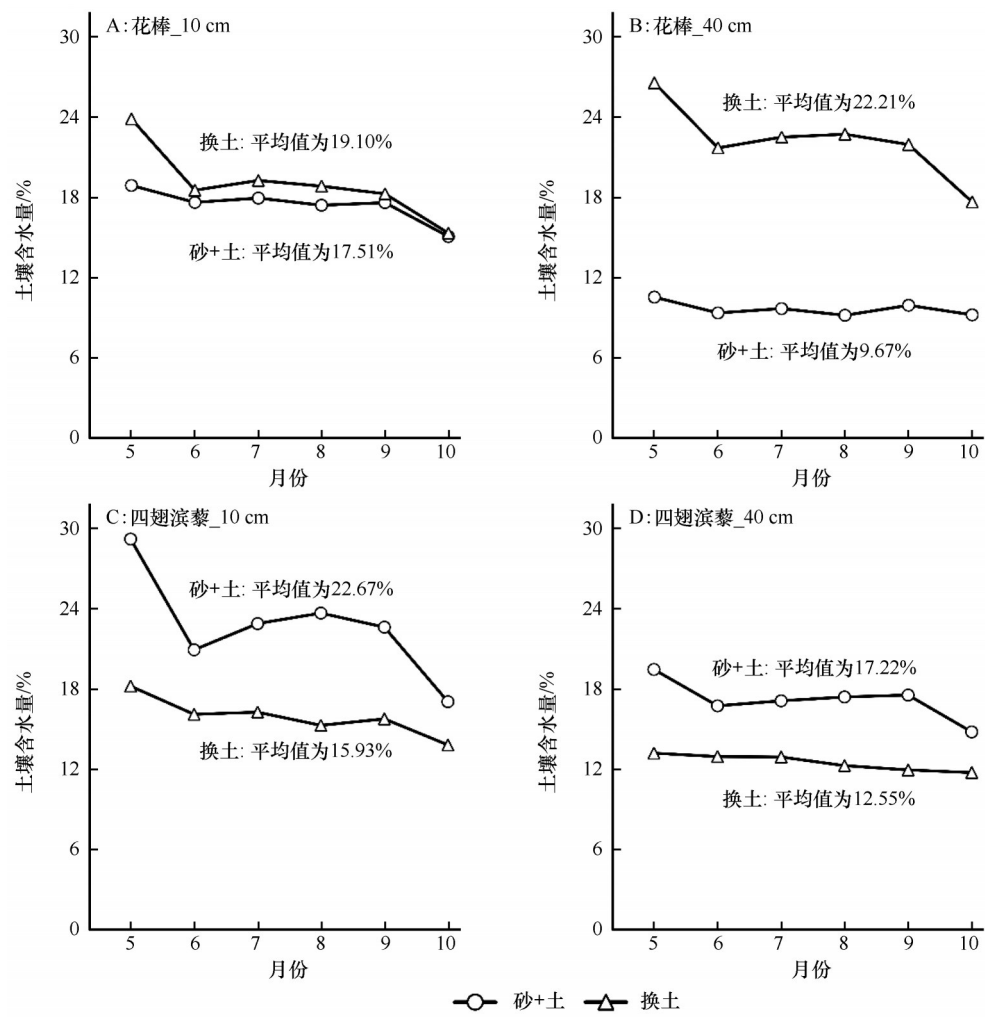 A:花棒_10 cm
30
24
18
12
6
0
土壤含水量/%
换土: 平均值为19.10%
砂+土: 平均值为17.51%
5 6 7 8 9 10
月份
B:花棒_40 cm
30
24
18
12
6
0
土壤含水量/%
换土: 平均值为22.21%
砂+土: 平均值为9.67%
5 6 7 8 9 10
月份
C:四翅滨藜_10 cm
30
24
18
12
6
0
土壤含水量/%
砂+土: 平均值为22.67%
换土: 平均值为15.93%
5 6 7 8 9 10
月份
D:四翅滨藜_40 cm
30
24
18
12
6
0
土壤含水量/%
砂+土: 平均值为17.22%
换土: 平均值为12.55%
5 6 7 8 9 10
月份
砂+土 换土